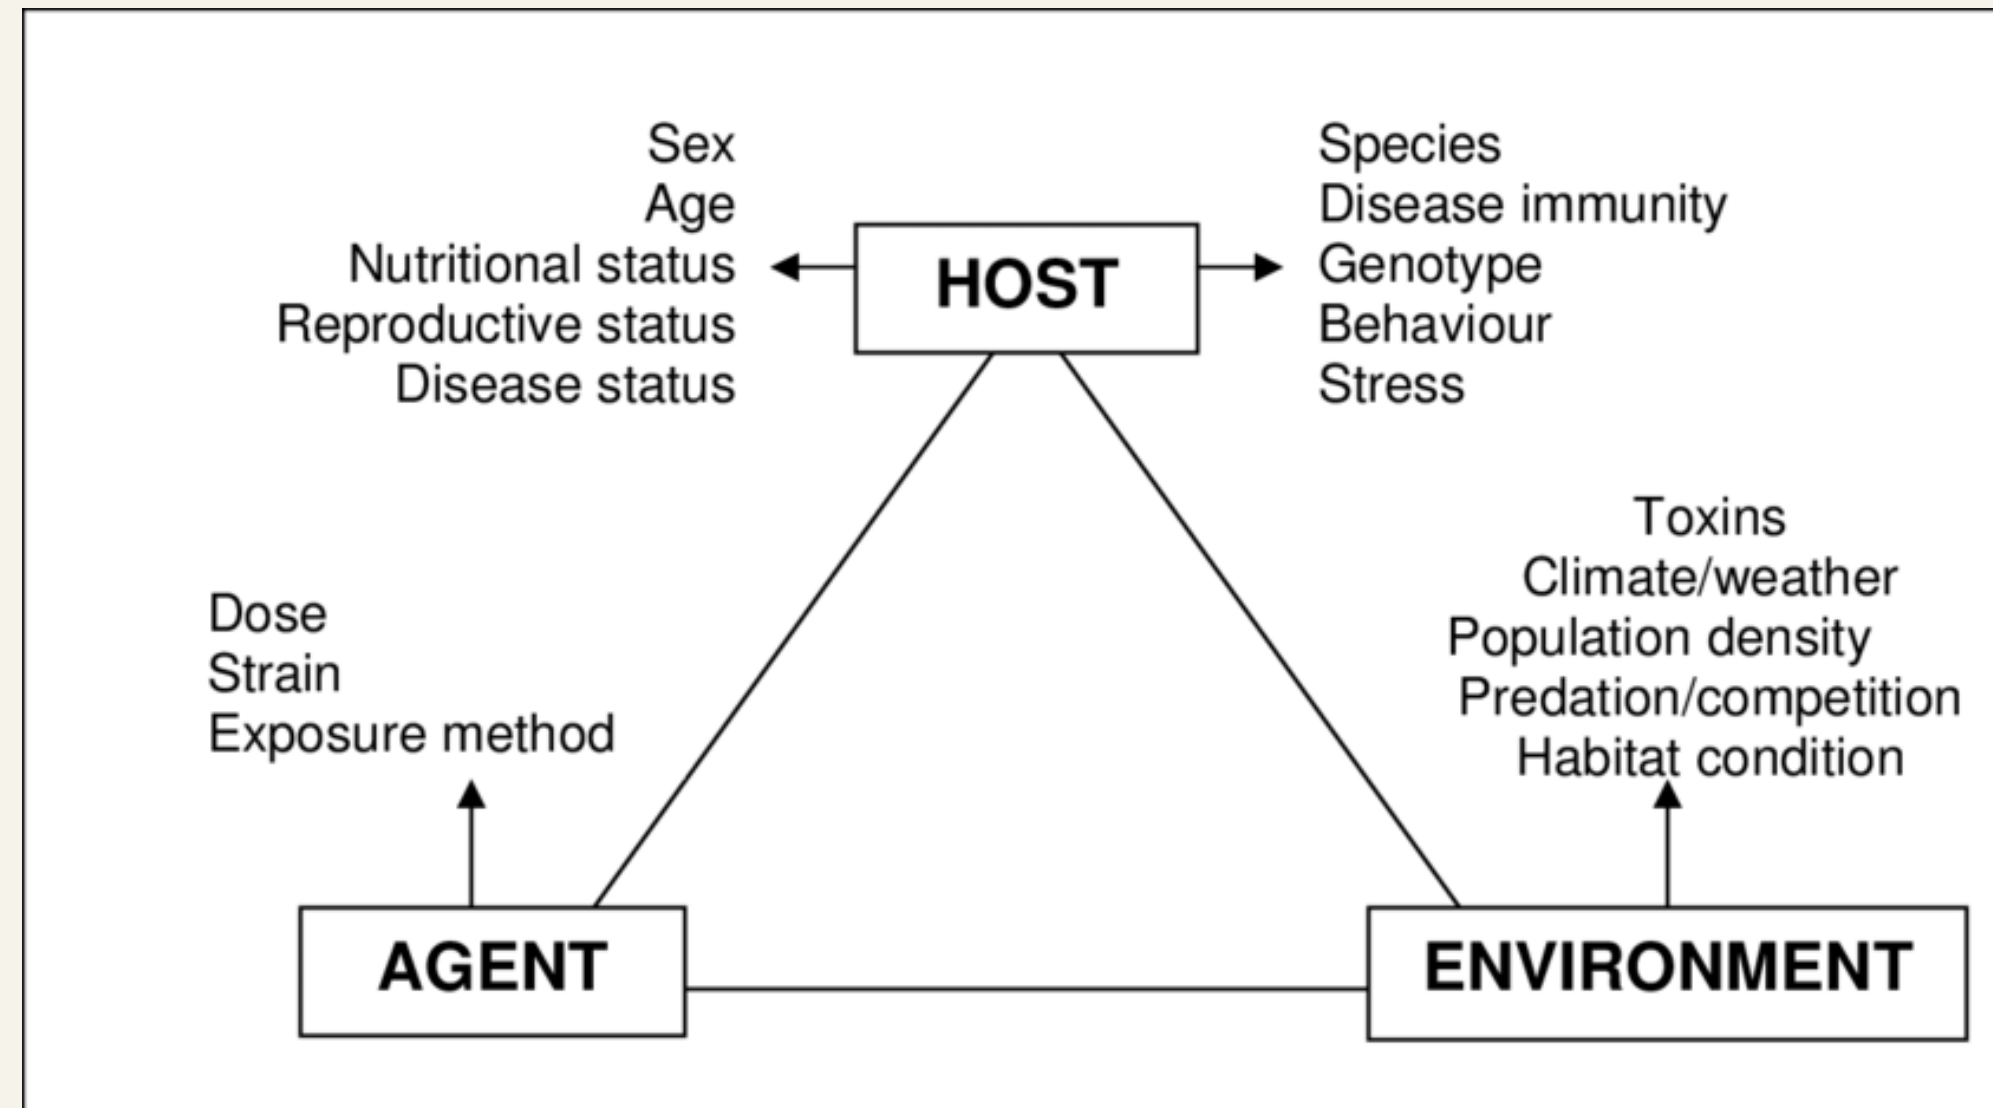 Sex
Age
Nutritional status
Reproductive status
Disease status
HOST
Species
Disease immunity
Genotype
Behaviour
Stress
Dose
Strain
Exposure method
Toxins
Climate/weather
Population density
Predation/competition
Habitat condition
AGENT
ENVIRONMENT